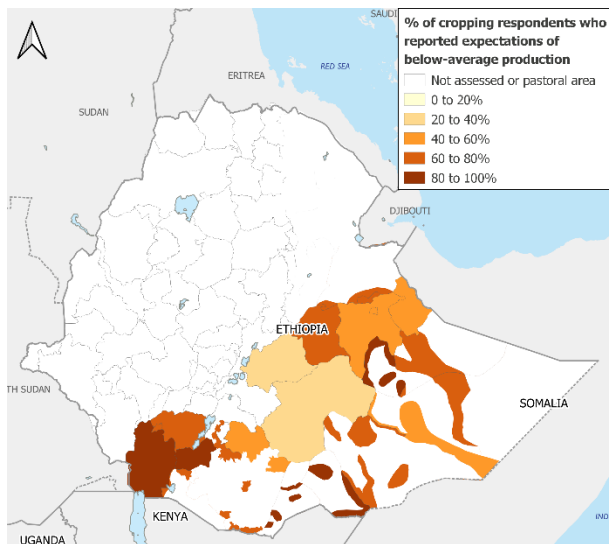 % of cropping respondents who
reported expectations of
below-average production
Not assessed or pastoral area
0 to 20%
20 to 40%
40 to 60%
60 to 80%
80 to 100%
SAUDI
RED SEA
ERITREA
SUDAN
DJIBOUTI
ETHIOPIA
TH SUDAN
SOMALIA
KENYA
UGANDA
IND